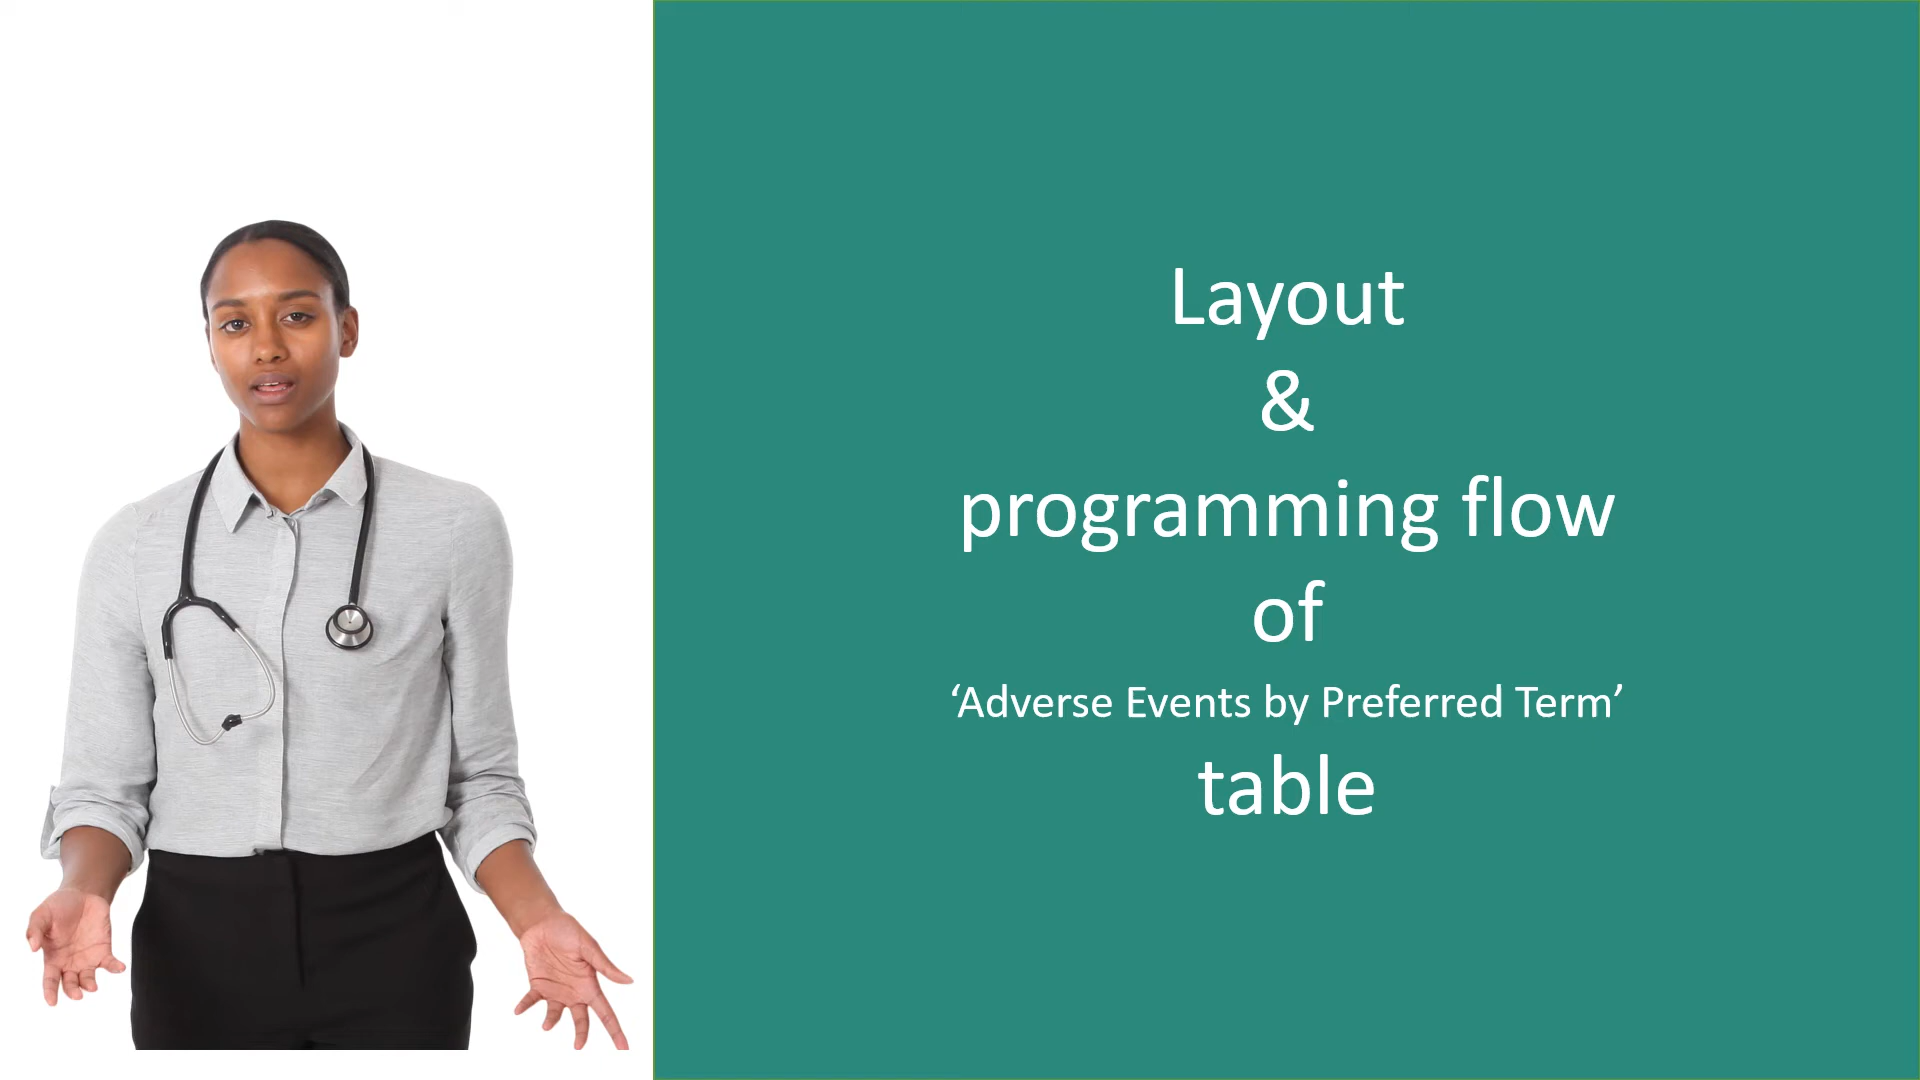 Layout
&
programming flow
of
‘Adverse Events by Preferred Term’
table